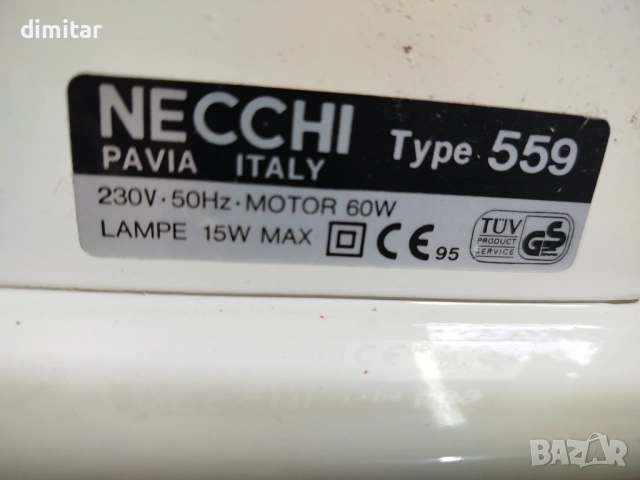 dimitar
NECCHI Type 559
PAVIA ITALY
230V·50Hz·MOTOR 60W
LAMPE 15W MAX CE 95 TÜV PRODUCT SERVICE GS
BAZAR